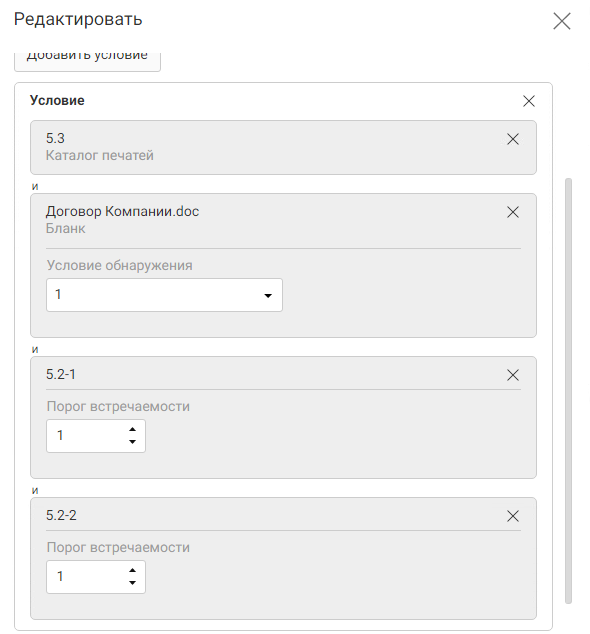 Редактировать
Добавить условие
Условие
5.3
Каталог печатей
и
Договор Компании.doc
Бланк
Условие обнаружения
1
и
5.2-1
Порог встречаемости
1
и
5.2-2
Порог встречаемости
1